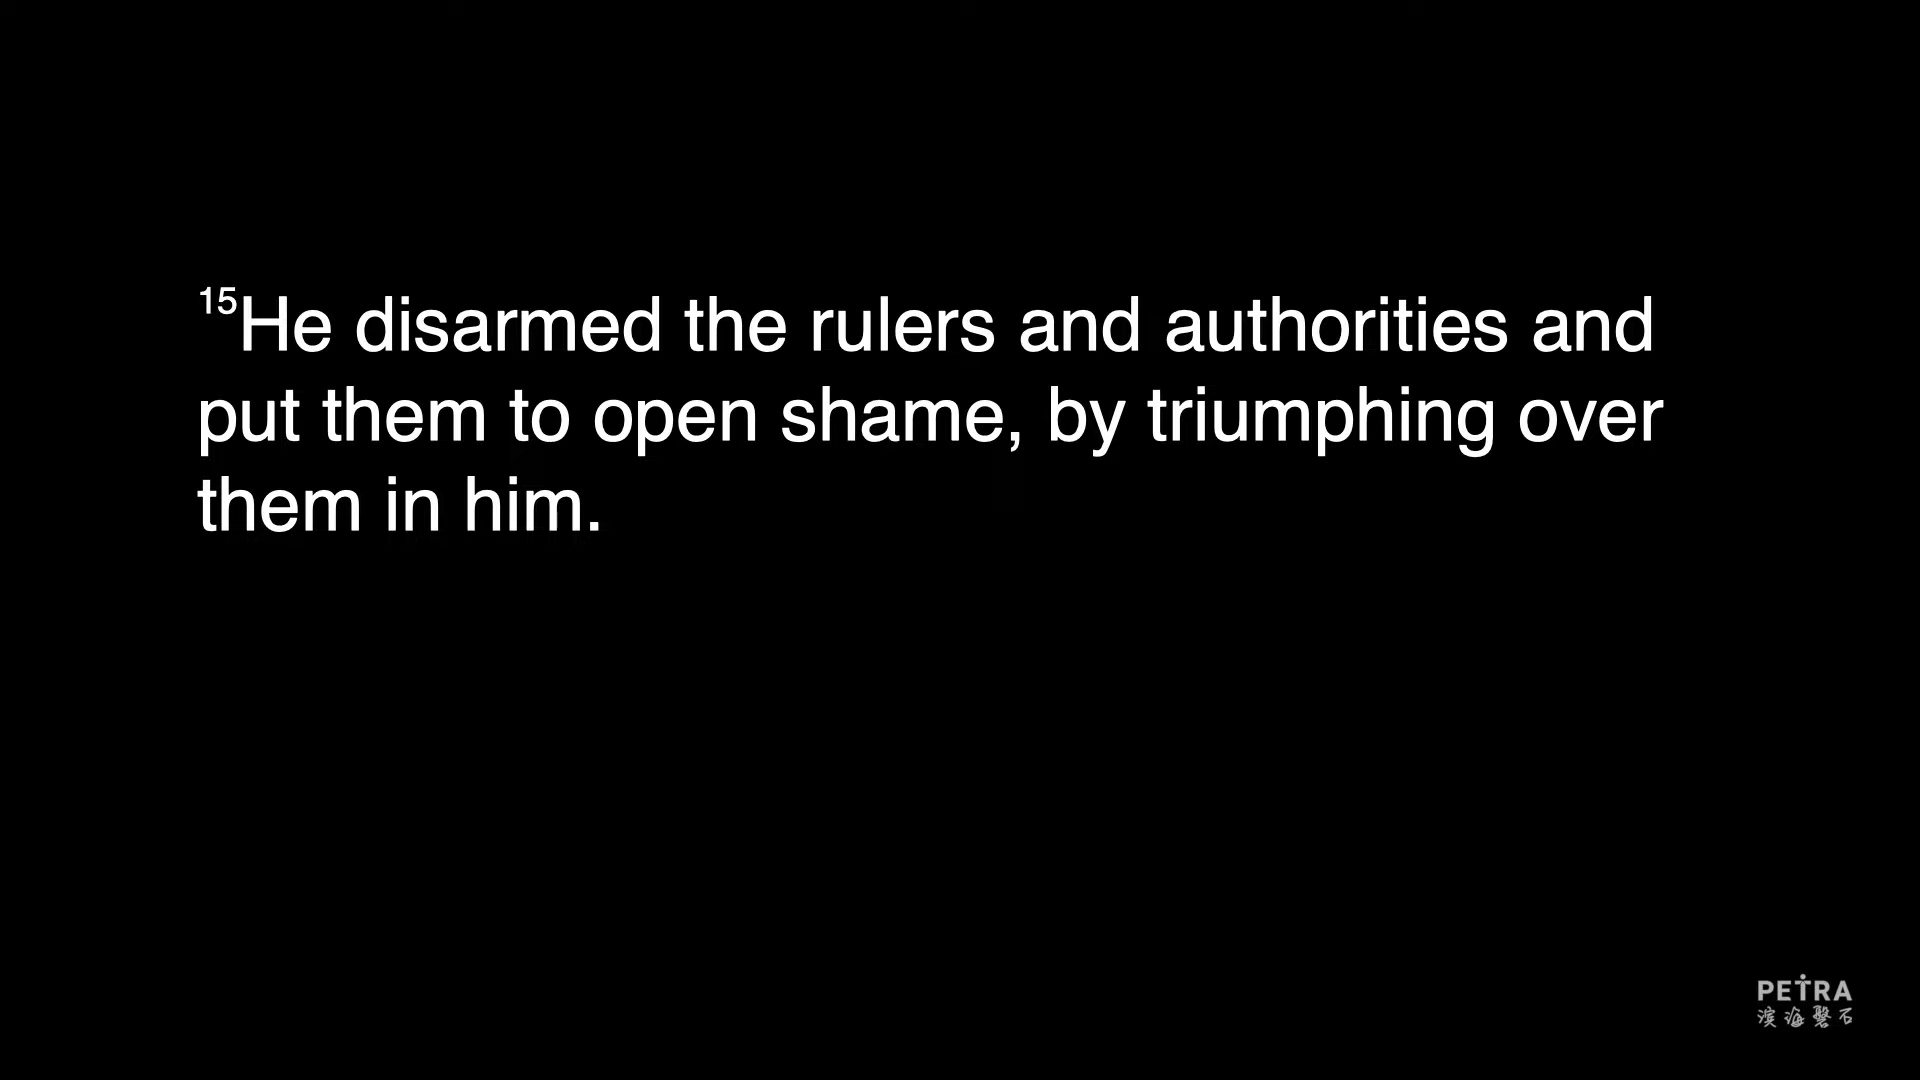 15He disarmed the rulers and authorities and
put them to open shame, by triumphing over
them in him.
PETRA
滨海磐石